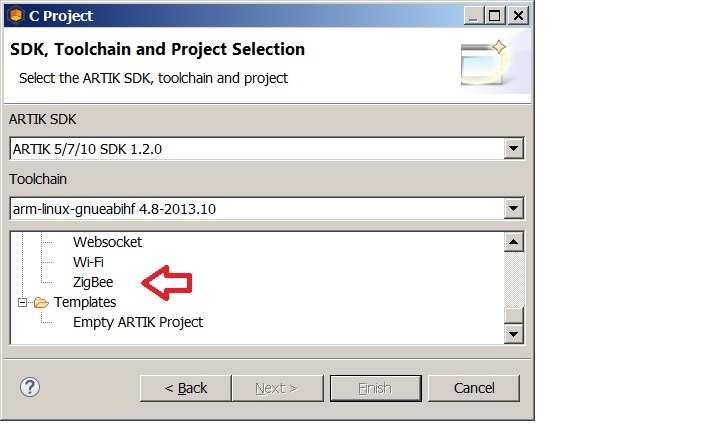 C Project
SDK, Toolchain and Project Selection
Select the ARTIK SDK, toolchain and project
ARTIK SDK
ARTIK 5/7/10 SDK 1.2.0
Toolchain
arm-linux-gnueabihf 4.8-2013.10
Websocket
Wi-Fi
ZigBee
Templates
Empty ARTIK Project
? < Back Next > Finish Cancel